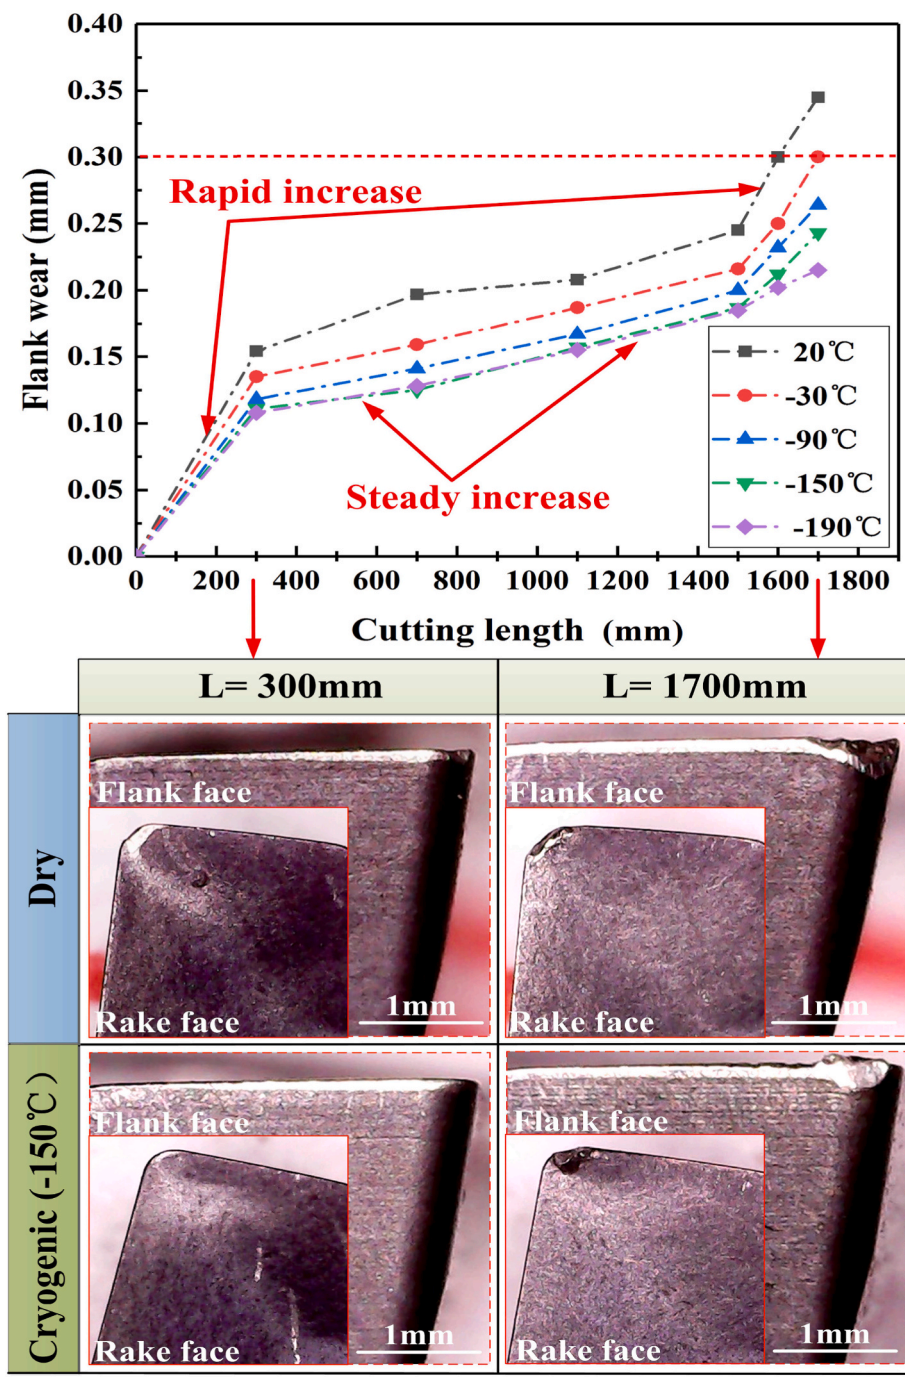 0.40
0.35
0.30
0.25
0.20
0.15
0.10
0.05
0.00
Flank wear (mm)
Rapid increase
Steady increase
20℃
-30℃
-90℃
-150℃
-190℃
0 200 400 600 800 1000 1200 1400 1600 1800
Cutting length (mm)
L= 300mm
L= 1700mm
Dry
Flank face
Rake face
1mm
Flank face
Rake face
1mm
Cryogenic (-150℃)
Flank face
Rake face
1mm
Flank face
Rake face
1mm